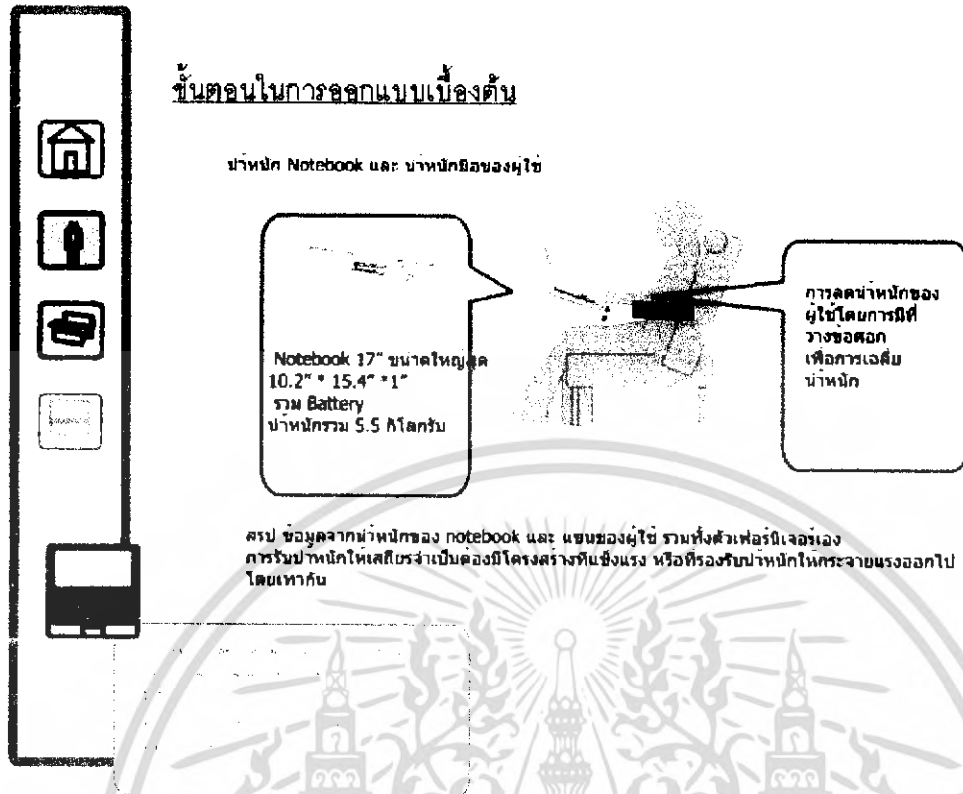 ขั้นตอนในการออกแบบเบื้องต้น
น้ำหนัก Notebook และ น้ำหนักมือของผู้ใช้
Notebook 17" ขนาดใหญ่สุด
10.2" * 15.4" *1"
รวม Battery
น้ำหนักรวม 5.5 กิโลกรัม
การลดน้ำหนักของ
ผู้ใช้โดยการมีที่
วางข้อศอก
เพื่อการเฉลี่ย
น้ำหนัก
สรุป ข้อมูลจากน้ำหนักของ notebook และ แขนของผู้ใช้ รวมทั้งตัวเฟอร์นิเจอร์เอง
การรับน้ำหนักให้เสถียรจำเป็นต้องมีโครงสร้างที่แข็งแรง หรือที่รองรับน้ำหนักให้กระจายแรงออกไป
โดยเทากัน